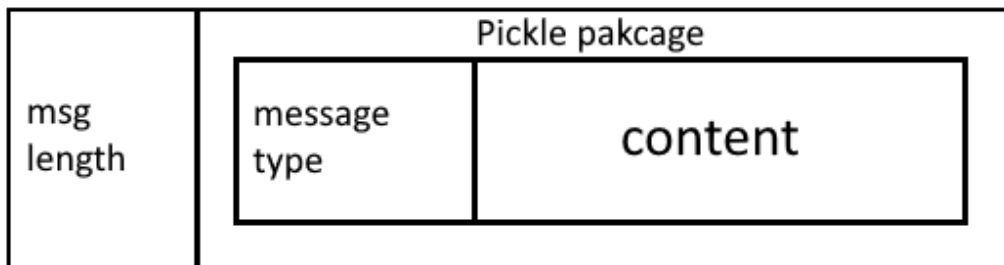 Pickle pakcage
msg
length
message
type
content